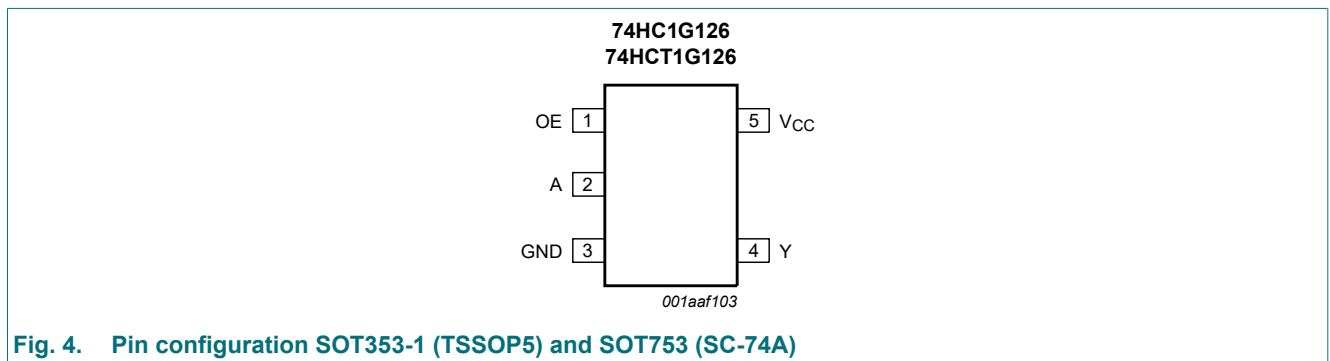 74HC1G126
74HCT1G126
OE 1
5 VCC
A 2
GND 3
4 Y
001aaf103
Fig. 4. Pin configuration SOT353-1 (TSSOP5) and SOT753 (SC-74A)